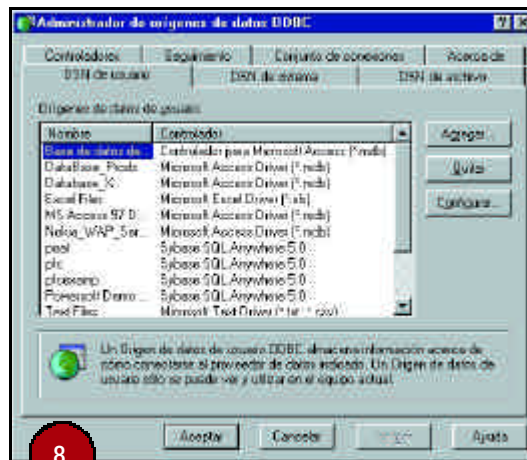 Administrador de orígenes de datos ODBC
Controladores Seguimiento Conjunto de conexiones Acerca de
DSN de usuario DSN de sistema DSN de archivo
Orígenes de datos de usuario
Nombre Controlador
Base de datos de... Controlador para Microsoft Access (*.mdb)
DataBase_Picob Microsoft Access Driver (*.mdb)
Database_X Microsoft Access Driver (*.mdb)
Excel Files Microsoft Excel Driver (*.xls)
MS Access 97 D... Microsoft Access Driver (*.mdb)
Nokia_WAP_Ser... Microsoft Access Driver (*.mdb)
Sybase SQL Anywhere 5.0
pfc Sybase SQL Anywhere 5.0
Sybase SQL Anywhere 5.0
Powersoft Demo ... Sybase SQL Anywhere 5.0
Text Files Microsoft Text Driver (*.txt; *.csv)
Agregar...
Quitar
Configurar...
Un Origen de datos de usuario ODBC almacena información acerca de
cómo conectarse al proveedor de datos indicado. Un Origen de datos de
usuario sólo se puede ver y utilizar en el equipo actual.
Aceptar Cancelar Ayuda
8